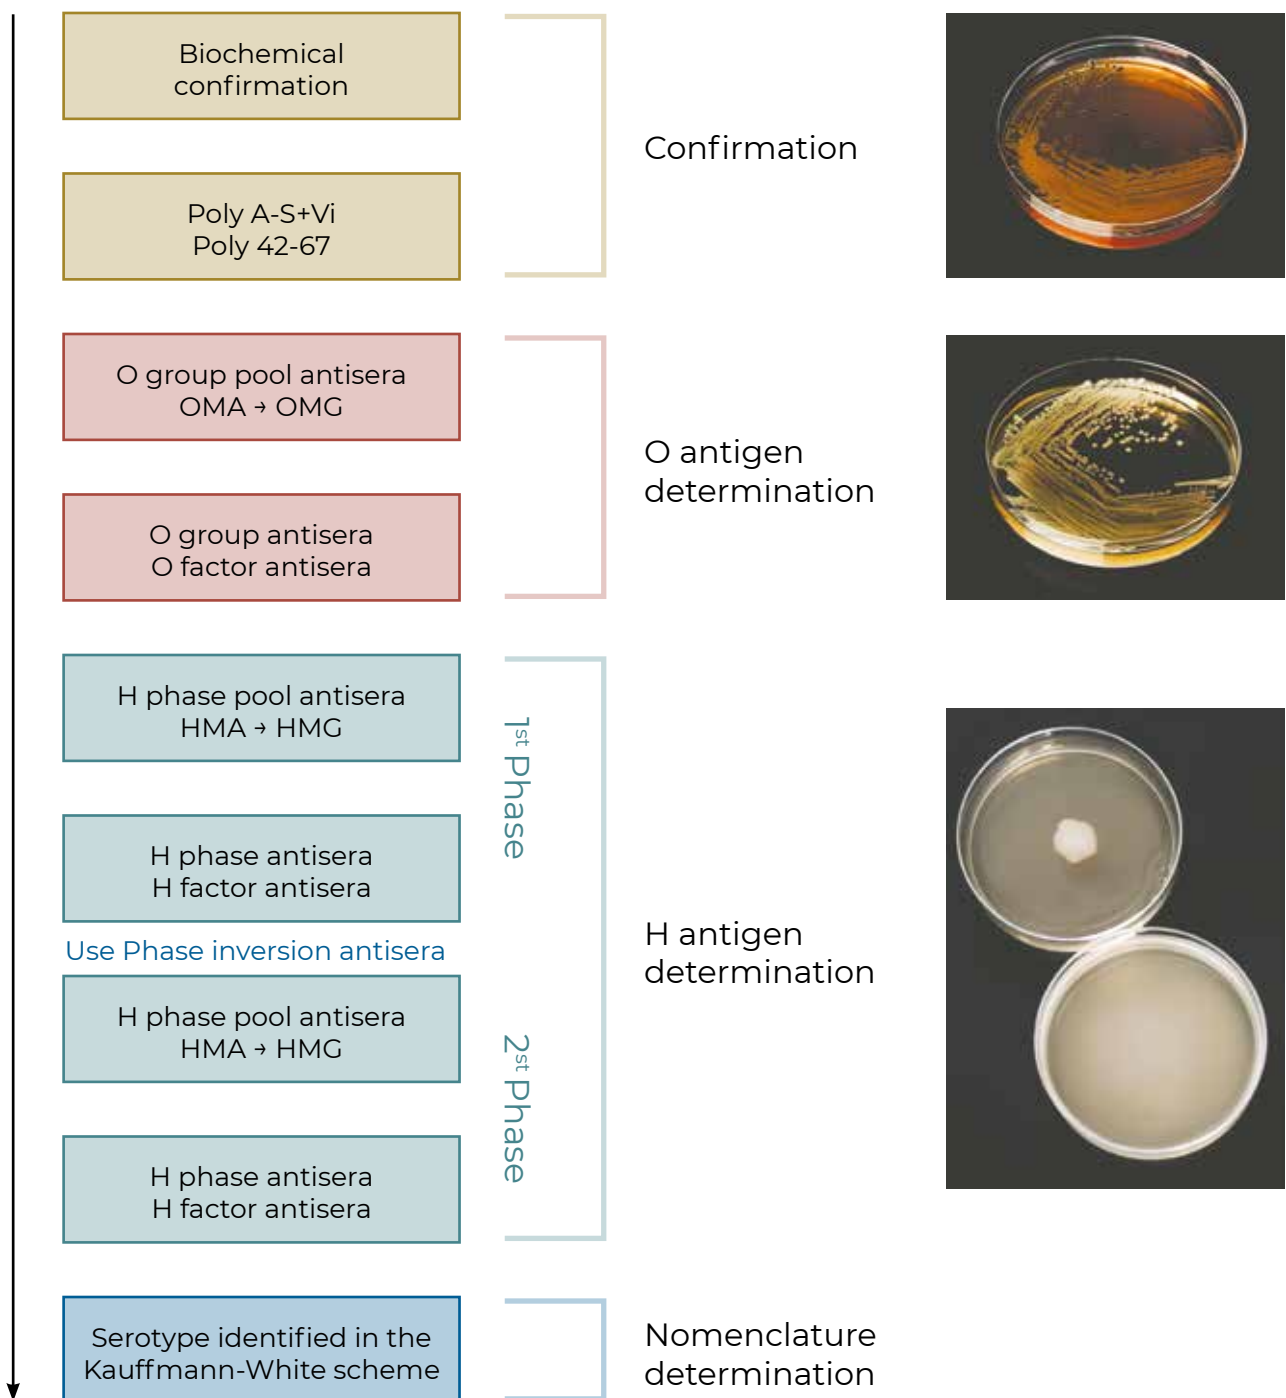 Biochemical
confirmation
Poly A-S+Vi
Poly 42-67
Confirmation
O group pool antisera
OMA → OMG
O group antisera
O factor antisera
O antigen
determination
H phase pool antisera
HMA → HMG
H phase antisera
H factor antisera
1st Phase
Use Phase inversion antisera
H phase pool antisera
HMA → HMG
H phase antisera
H factor antisera
2st Phase
H antigen
determination
Serotype identified in the
Kauffmann-White scheme
Nomenclature
determination